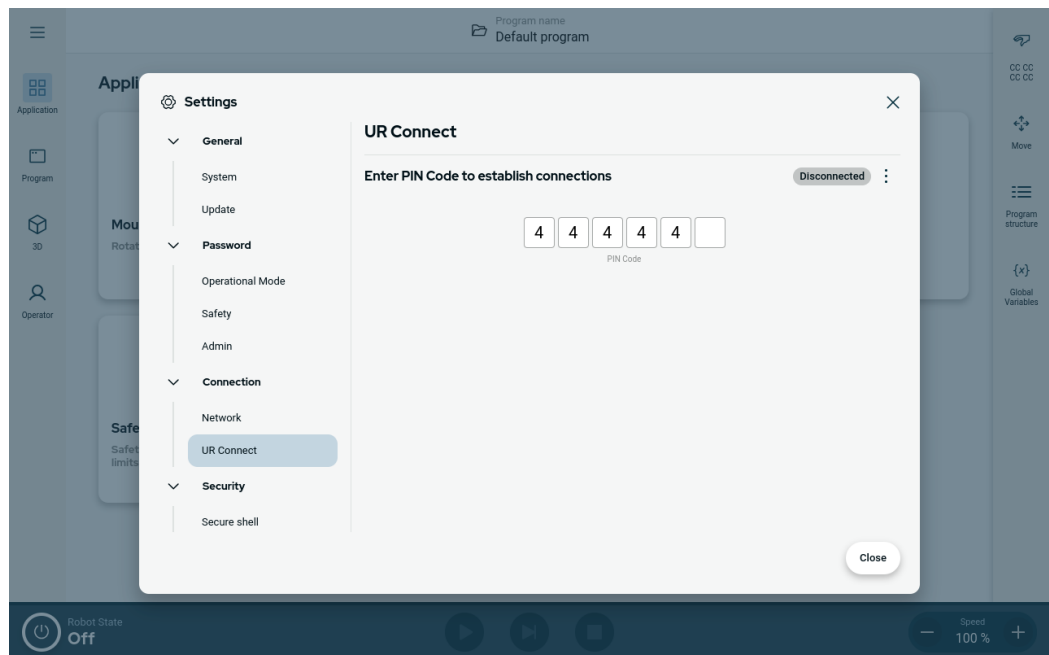 Program name
Default program
Application
Program
3D
Operator
Appli
Mou
Rotat
Safe
Safet
limits
Settings
General
System
Update
Password
Operational Mode
Safety
Admin
Connection
Network
UR Connect
Security
Secure shell
UR Connect
Enter PIN Code to establish connections
Disconnected
4 4 4 4 4
PIN Code
Close
CC CC
CC CC
Move
Program
structure
{x}
Global
Variables
Robot State
Off
Speed
100 %